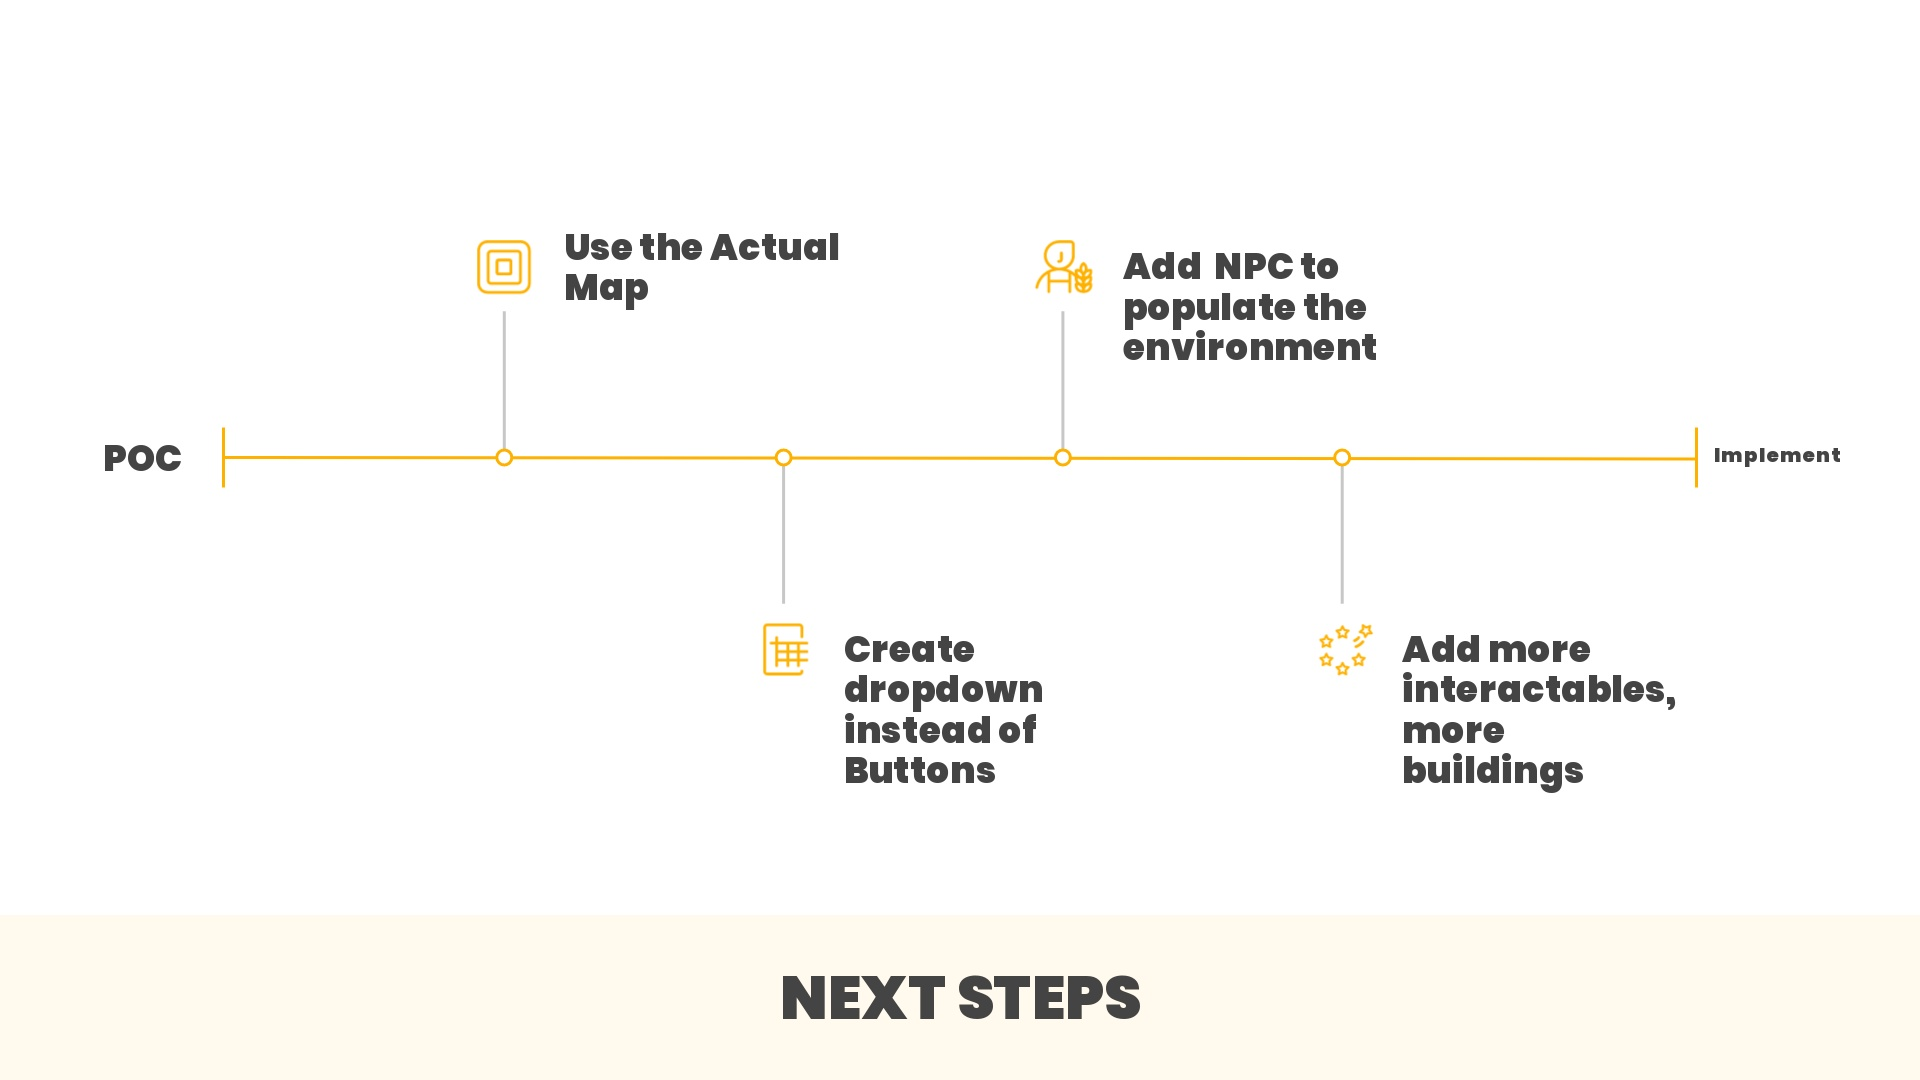 Use the Actual
Map
Add NPC to
populate the
environment
POC
Implement
Create
dropdown
instead of
Buttons
Add more
interactables,
more
buildings
NEXT STEPS